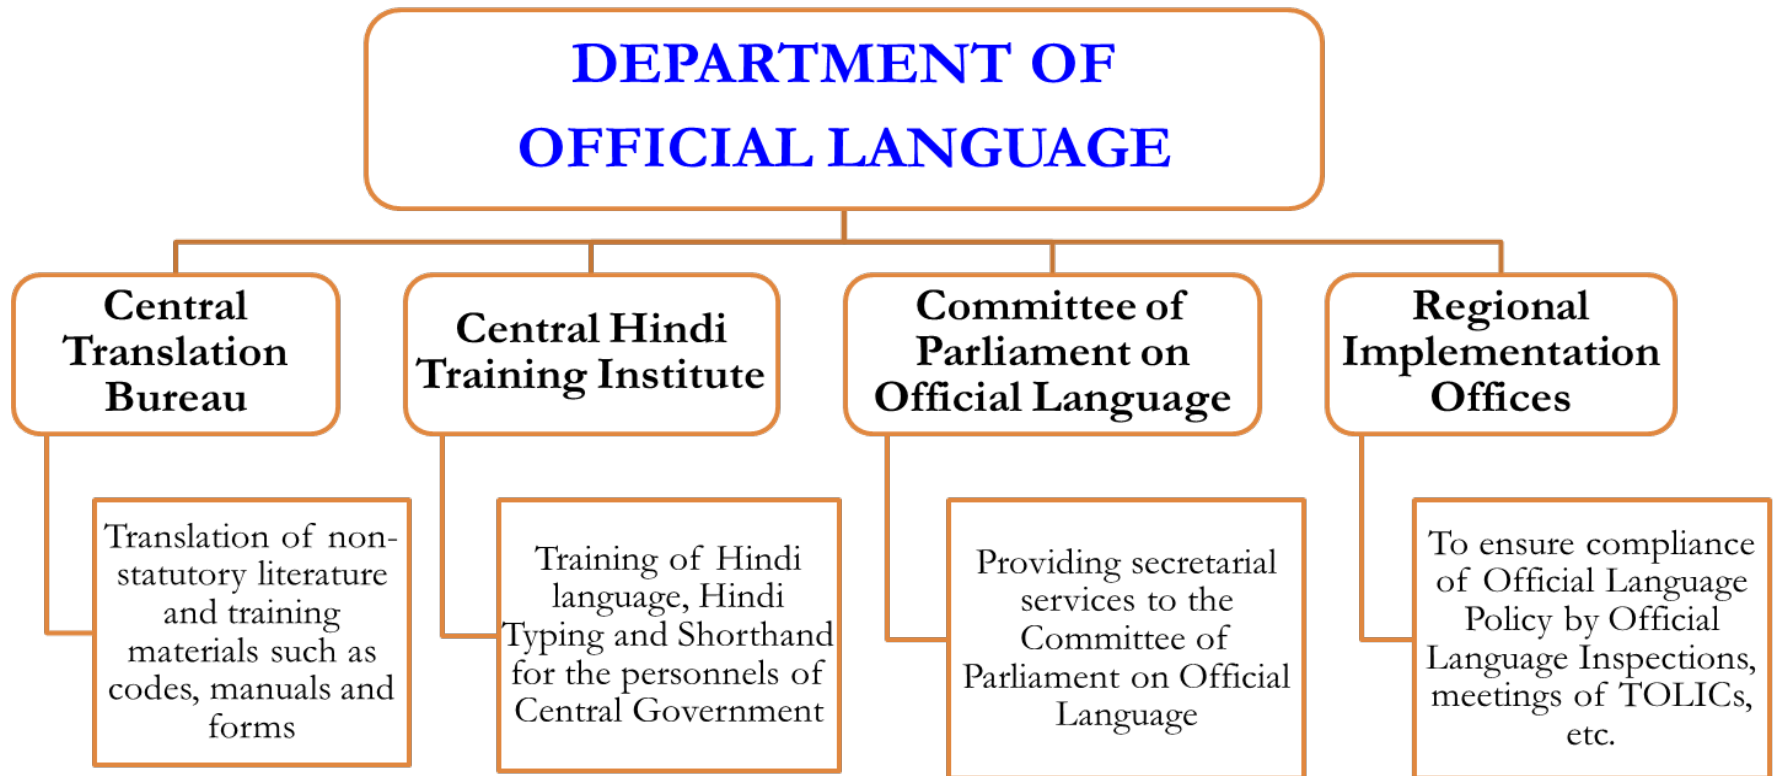 DEPARTMENT OF
OFFICIAL LANGUAGE
Central
Translation
Bureau
Central Hindi
Training Institute
Committee of
Parliament on
Official Language
Regional
Implementation
Offices
Translation of non-
statutory literature
and training
materials such as
codes, manuals and
forms
Training of Hindi
language, Hindi
Typing and Shorthand
for the personnels of
Central Government
Providing secretarial
services to the
Committee of
Parliament on Official
Language
To ensure compliance
of Official Language
Policy by Official
Language Inspections,
meetings of TOLICs,
etc.